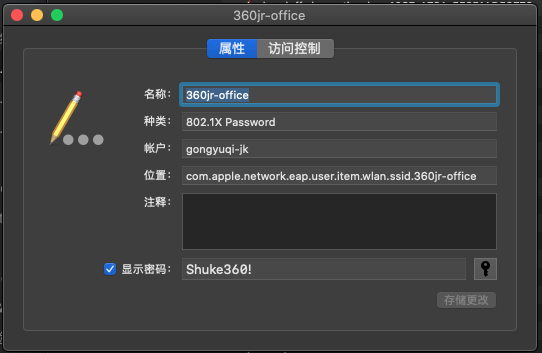 360jr-office
属性 访问控制
名称: 360jr-office
种类: 802.1X Password
帐户: gongyuqi-jk
位置: com.apple.network.eap.user.item.wlan.ssid.360jr-office
注释:
显示密码: Shuke360!
存储更改